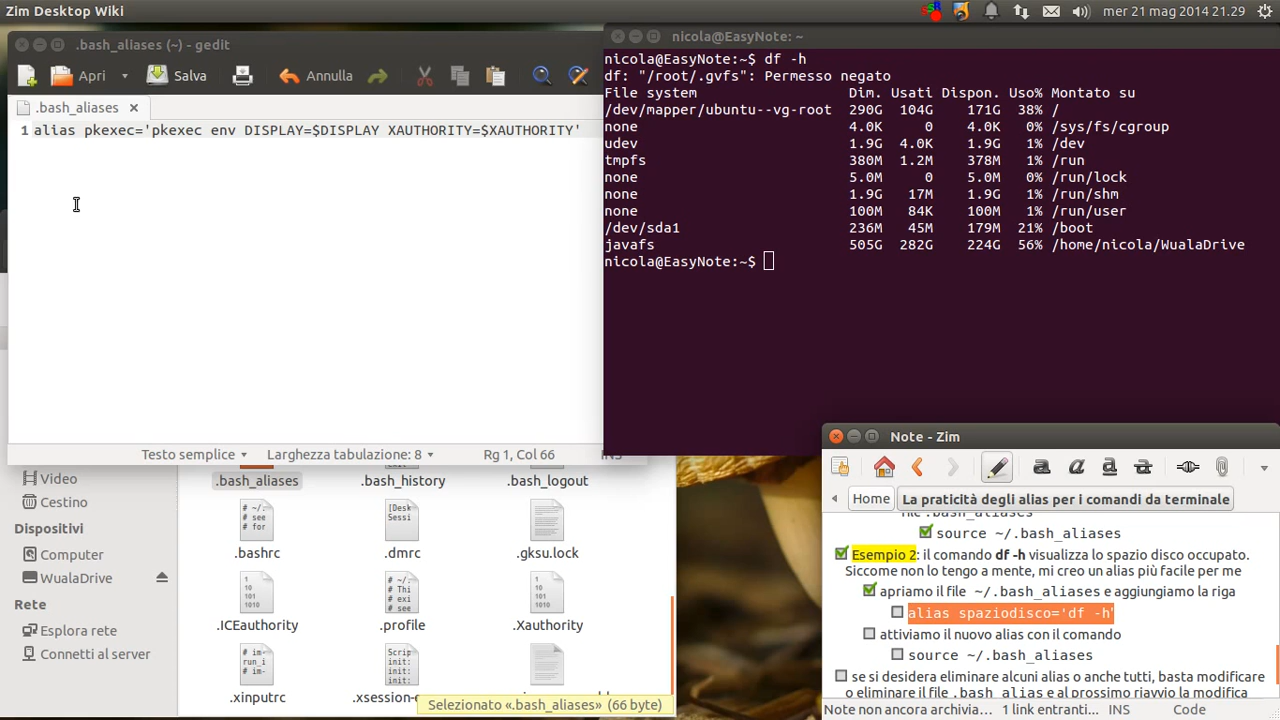 Zim Desktop Wiki
mer 21 mag 2014 21.29
.bash_aliases (~) - gedit
Apri
Salva
Annulla
.bash_aliases
1 alias pkexec='pkexec env DISPLAY=$DISPLAY XAUTHORITY=$XAUTHORITY'
Testo semplice
Larghezza tabulazione: 8
Rg 1, Col 66
INS
nicola@EasyNote: ~
nicola@EasyNote:~$ df -h
df: "/root/.gvfs": Permesso negato
File system Dim. Usati Dispon. Uso% Montato su
/dev/mapper/ubuntu--vg-root 290G 104G 171G 38% /
none 4.0K 0 4.0K 0% /sys/fs/cgroup
udev 1.9G 4.0K 1.9G 1% /dev
tmpfs 380M 1.2M 378M 1% /run
none 5.0M 0 5.0M 0% /run/lock
none 1.9G 17M 1.9G 1% /run/shm
none 100M 84K 100M 1% /run/user
/dev/sda1 236M 45M 179M 21% /boot
javafs 505G 282G 224G 56% /home/nicola/WualaDrive
nicola@EasyNote:~$
Video
Cestino
Dispositivi
Computer
WualaDrive
Rete
Esplora rete
Connetti al server
.bash_aliases
.bash_history
.bash_logout
.bashrc
.dmrc
.gksu.lock
.ICEauthority
.profile
.Xauthority
.xinputrc
Selezionato «.bash_aliases» (66 byte)
Note - Zim
Home
La praticità degli alias per i comandi da terminale
file .bash_aliases
source ~/.bash_aliases
Esempio 2: il comando df -h visualizza lo spazio disco occupato.
Siccome non lo tengo a mente, mi creo un alias più facile per me
apriamo il file ~/.bash_aliases e aggiungiamo la riga
alias spaziodisco='df -h'
attiviamo il nuovo alias con il comando
source ~/.bash_aliases
se si desidera eliminare alcuni alias o anche tutti, basta modificare
o eliminare il file .bash_alias e al prossimo riavvio la modifica
Note non ancora archivia...
1 link entranti...
INS
Code